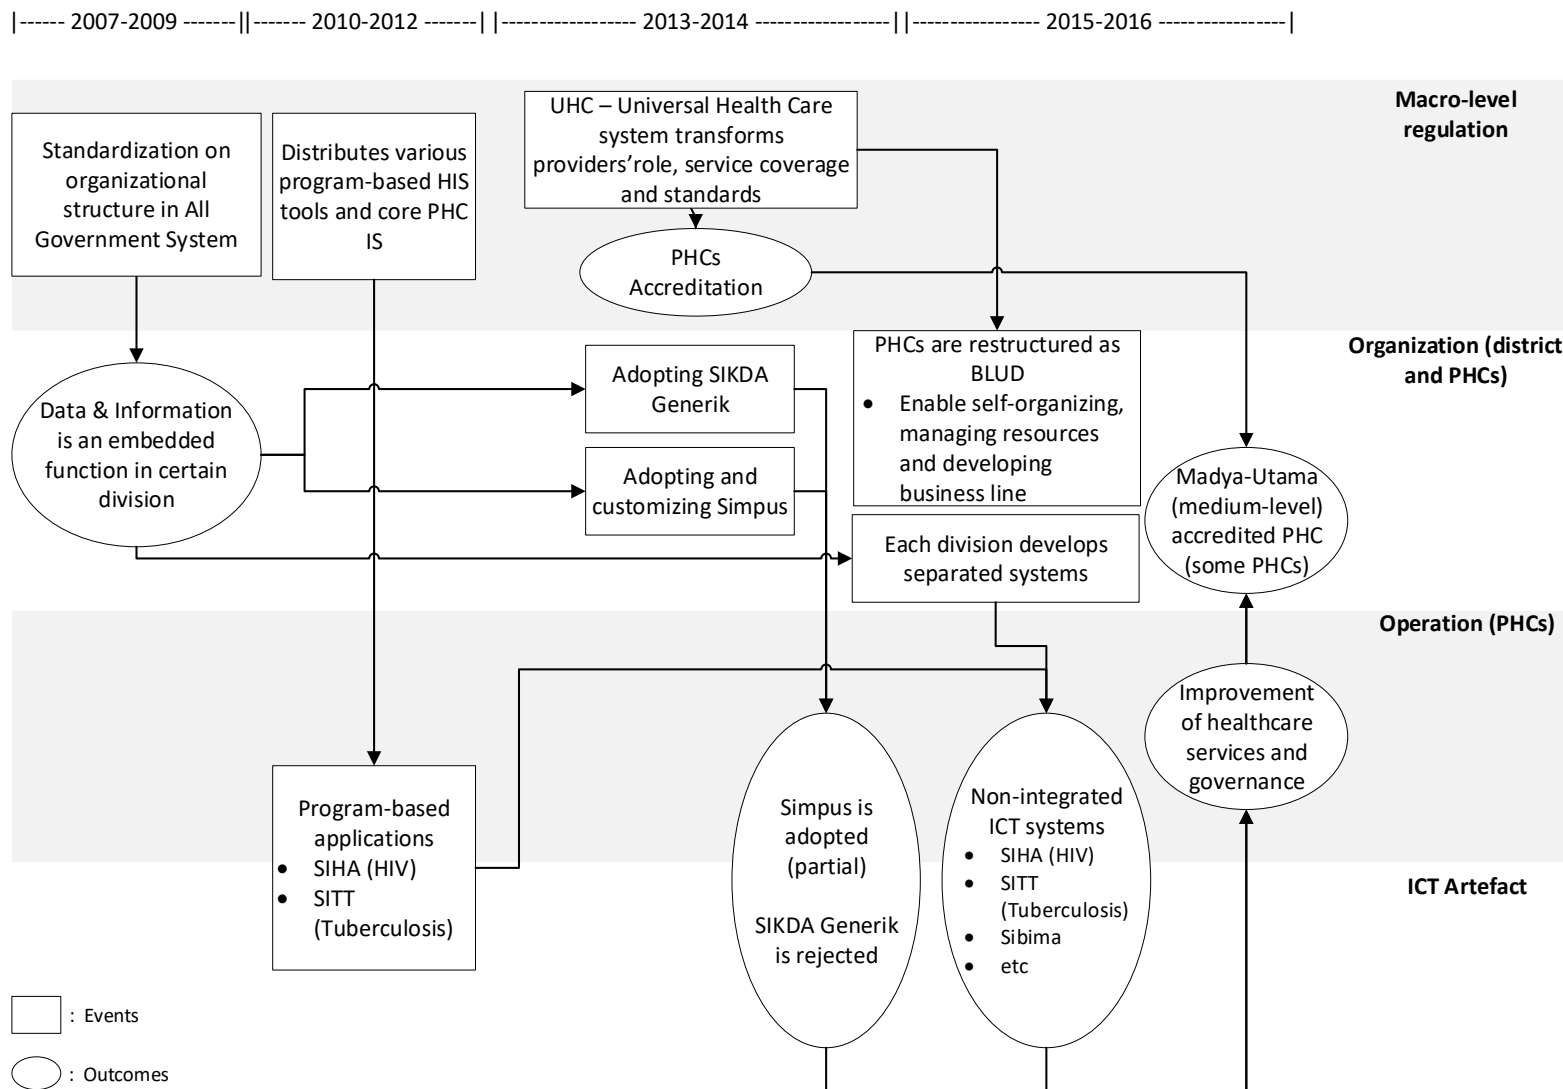 |------ 2007-2009 --------||------- 2010-2012 -------||------------------ 2013-2014 ------------------||----------------- 2015-2016 -----------------|
Macro-level
regulation
Standardization on
organizational
structure in All
Government System
Distributes various
program-based HIS
tools and core PHC
IS
UHC – Universal Health Care
system transforms
providers’role, service coverage
and standards
PHCs
Accreditation
Organization (district
and PHCs)
Data & Information
is an embedded
function in certain
division
Adopting SIKDA
Generik
Adopting and
customizing Simpus
PHCs are restructured as
BLUD
• Enable self-organizing,
managing resources
and developing
business line
Each division develops
separated systems
Madya-Utama
(medium-level)
accredited PHC
(some PHCs)
Operation (PHCs)
Improvement
of healthcare
services and
governance
Program-based
applications
• SIHA (HIV)
• SITT
(Tuberculosis)
Simpus is
adopted
(partial)
SIKDA Generik
is rejected
Non-integrated
ICT systems
• SIHA (HIV)
• SITT
(Tuberculosis)
• Sibima
• etc
ICT Artefact
: Events
: Outcomes